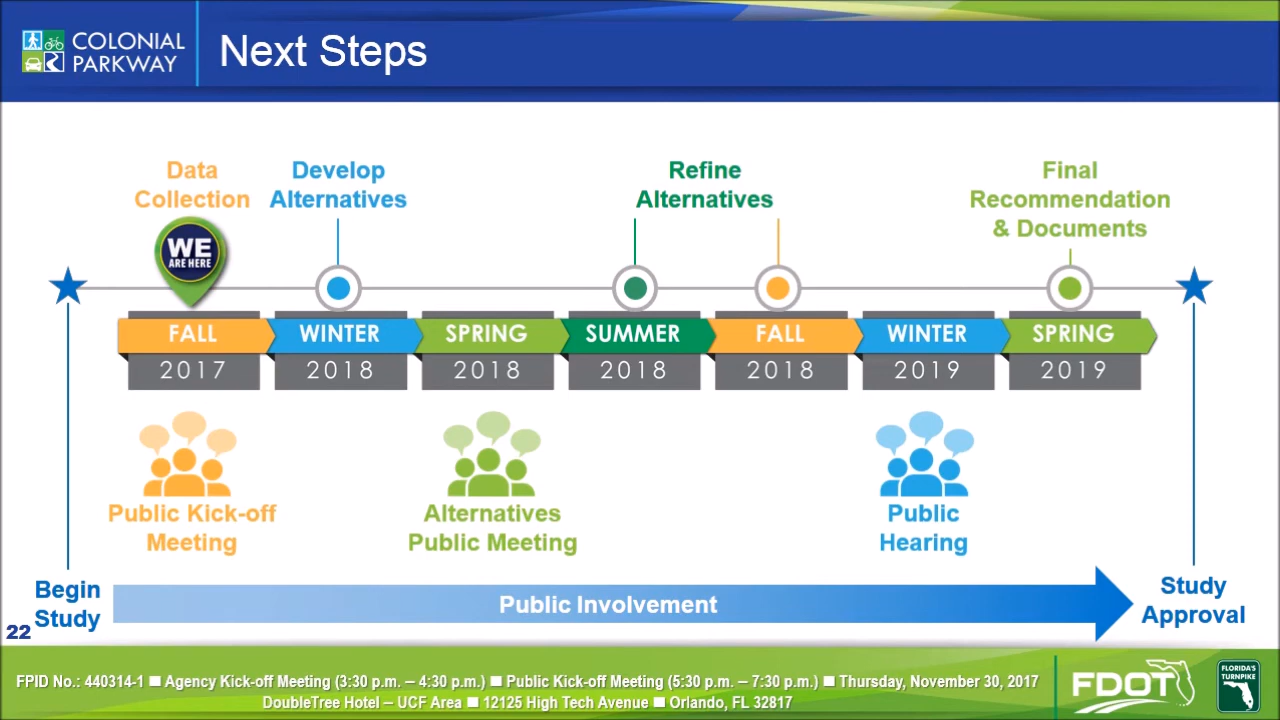 COLONIAL
PARKWAY
Next Steps
Data
Collection
Develop
Alternatives
Refine
Alternatives
Final
Recommendation
& Documents
WE
ARE HERE
FALL
WINTER
SPRING
SUMMER
FALL
WINTER
SPRING
2017
2018
2018
2018
2018
2019
2019
Public Kick-off
Meeting
Alternatives
Public Meeting
Public
Hearing
Begin
Study
Public Involvement
Study
Approval
22
FPID No.: 440314-1 ■ Agency Kick-off Meeting (3:30 p.m. – 4:30 p.m.) ■ Public Kick-off Meeting (5:30 p.m. – 7:30 p.m.) ■ Thursday, November 30, 2017
DoubleTree Hotel – UCF Area ■ 12125 High Tech Avenue ■ Orlando, FL 32817
FDOT
FLORIDA'S
TURNPIKE